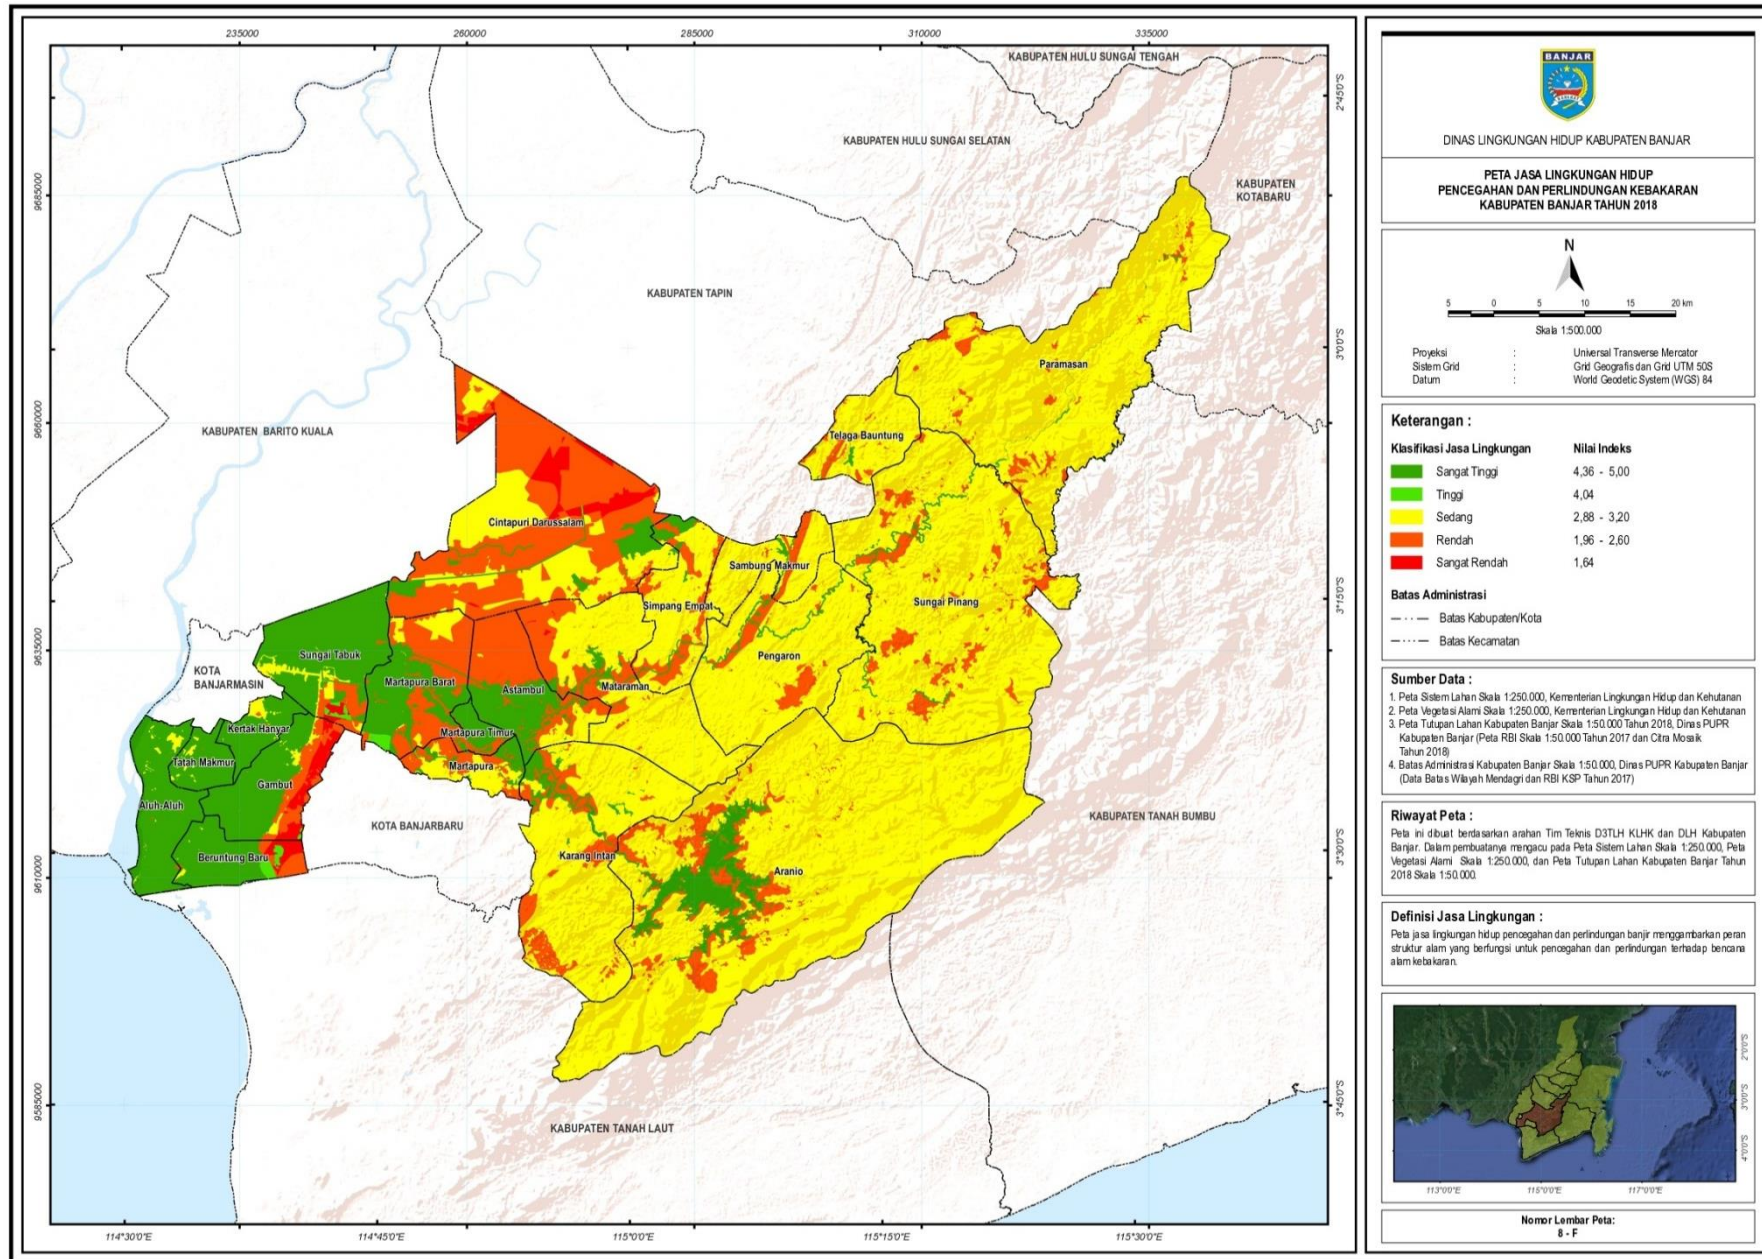 235000
260000
285000
310000
335000
KABUPATEN HULU SUNGAI TENGAH
KABUPATEN HULU SUNGAI SELATAN
KABUPATEN
KOTABARU
KABUPATEN TAPIN
KABUPATEN BARITO KUALA
Paramasan
Telaga Bauntung
Cintapuri Darussalam
Sambung Makmur
Simpang Empat
Sungai Pinang
Pengaron
Sungai Tabuk
KOTA
BANJARMASIN
Martapura Barat
Astambul
Mataraman
Kertak Hanyar
Martapura Timur
Tatah Makmur
Martapura
Gambut
Aluh-Aluh
KOTA BANJARBARU
KABUPATEN TANAH BUMBU
Beruntung Baru
Karang Intan
Aranio
KABUPATEN TANAH LAUT
9685000
9660000
9635000
9610000
9585000
2°45'0"S
3°0'0"S
3°15'0"S
3°30'0"S
3°45'0"S
114°30'0"E
114°45'0"E
115°0'0"E
115°15'0"E
115°30'0"E
BANJAR
DINAS LINGKUNGAN HIDUP KABUPATEN BANJAR
PETA JASA LINGKUNGAN HIDUP
PENCEGAHAN DAN PERLINDUNGAN KEBAKARAN
KABUPATEN BANJAR TAHUN 2018
N
5 0 5 10 15 20 km
Skala 1:500.000
Proyeksi : Universal Transverse Mercator
Sistem Grid : Grid Geografis dan Grid UTM 50S
Datum : World Geodetic System (WGS) 84
Keterangan :
Klasifikasi Jasa Lingkungan Nilai Indeks
Sangat Tinggi 4,36 - 5,00
Tinggi 4,04
Sedang 2,88 - 3,20
Rendah 1,96 - 2,60
Sangat Rendah 1,64
Batas Administrasi
Batas Kabupaten/Kota
Batas Kecamatan
Sumber Data :
1. Peta Sistem Lahan Skala 1:250.000, Kementerian Lingkungan Hidup dan Kehutanan
2. Peta Vegetasi Alami Skala 1:250.000, Kementerian Lingkungan Hidup dan Kehutanan
3. Peta Tutupan Lahan Kabupaten Banjar Skala 1:50.000 Tahun 2018, Dinas PUPR
Kabupaten Banjar (Peta RBI Skala 1:50.000 Tahun 2017 dan Citra Mosaik
Tahun 2018)
4. Batas Administrasi Kabupaten Banjar Skala 1:50.000, Dinas PUPR Kabupaten Banjar
(Data Batas Wilayah Mendagri dan RBI KSP Tahun 2017)
Riwayat Peta :
Peta ini dibuat berdasarkan arahan Tim Teknis D3TLH KLHK dan DLH Kabupaten
Banjar. Dalam pembuatanya mengacu pada Peta Sistem Lahan Skala 1:250.000, Peta
Vegetasi Alami Skala 1:250.000, dan Peta Tutupan Lahan Kabupaten Banjar Tahun
2018 Skala 1:50.000.
Definisi Jasa Lingkungan :
Peta jasa lingkungan hidup pencegahan dan perlindungan banjir menggambarkan peran
struktur alam yang berfungsi untuk pencegahan dan perlindungan terhadap bencana
alam kebakaran.
2°0'0"S
3°0'0"S
4°0'0"S
113°0'0"E
115°0'0"E
117°0'0"E
Nomor Lembar Peta:
8 - F